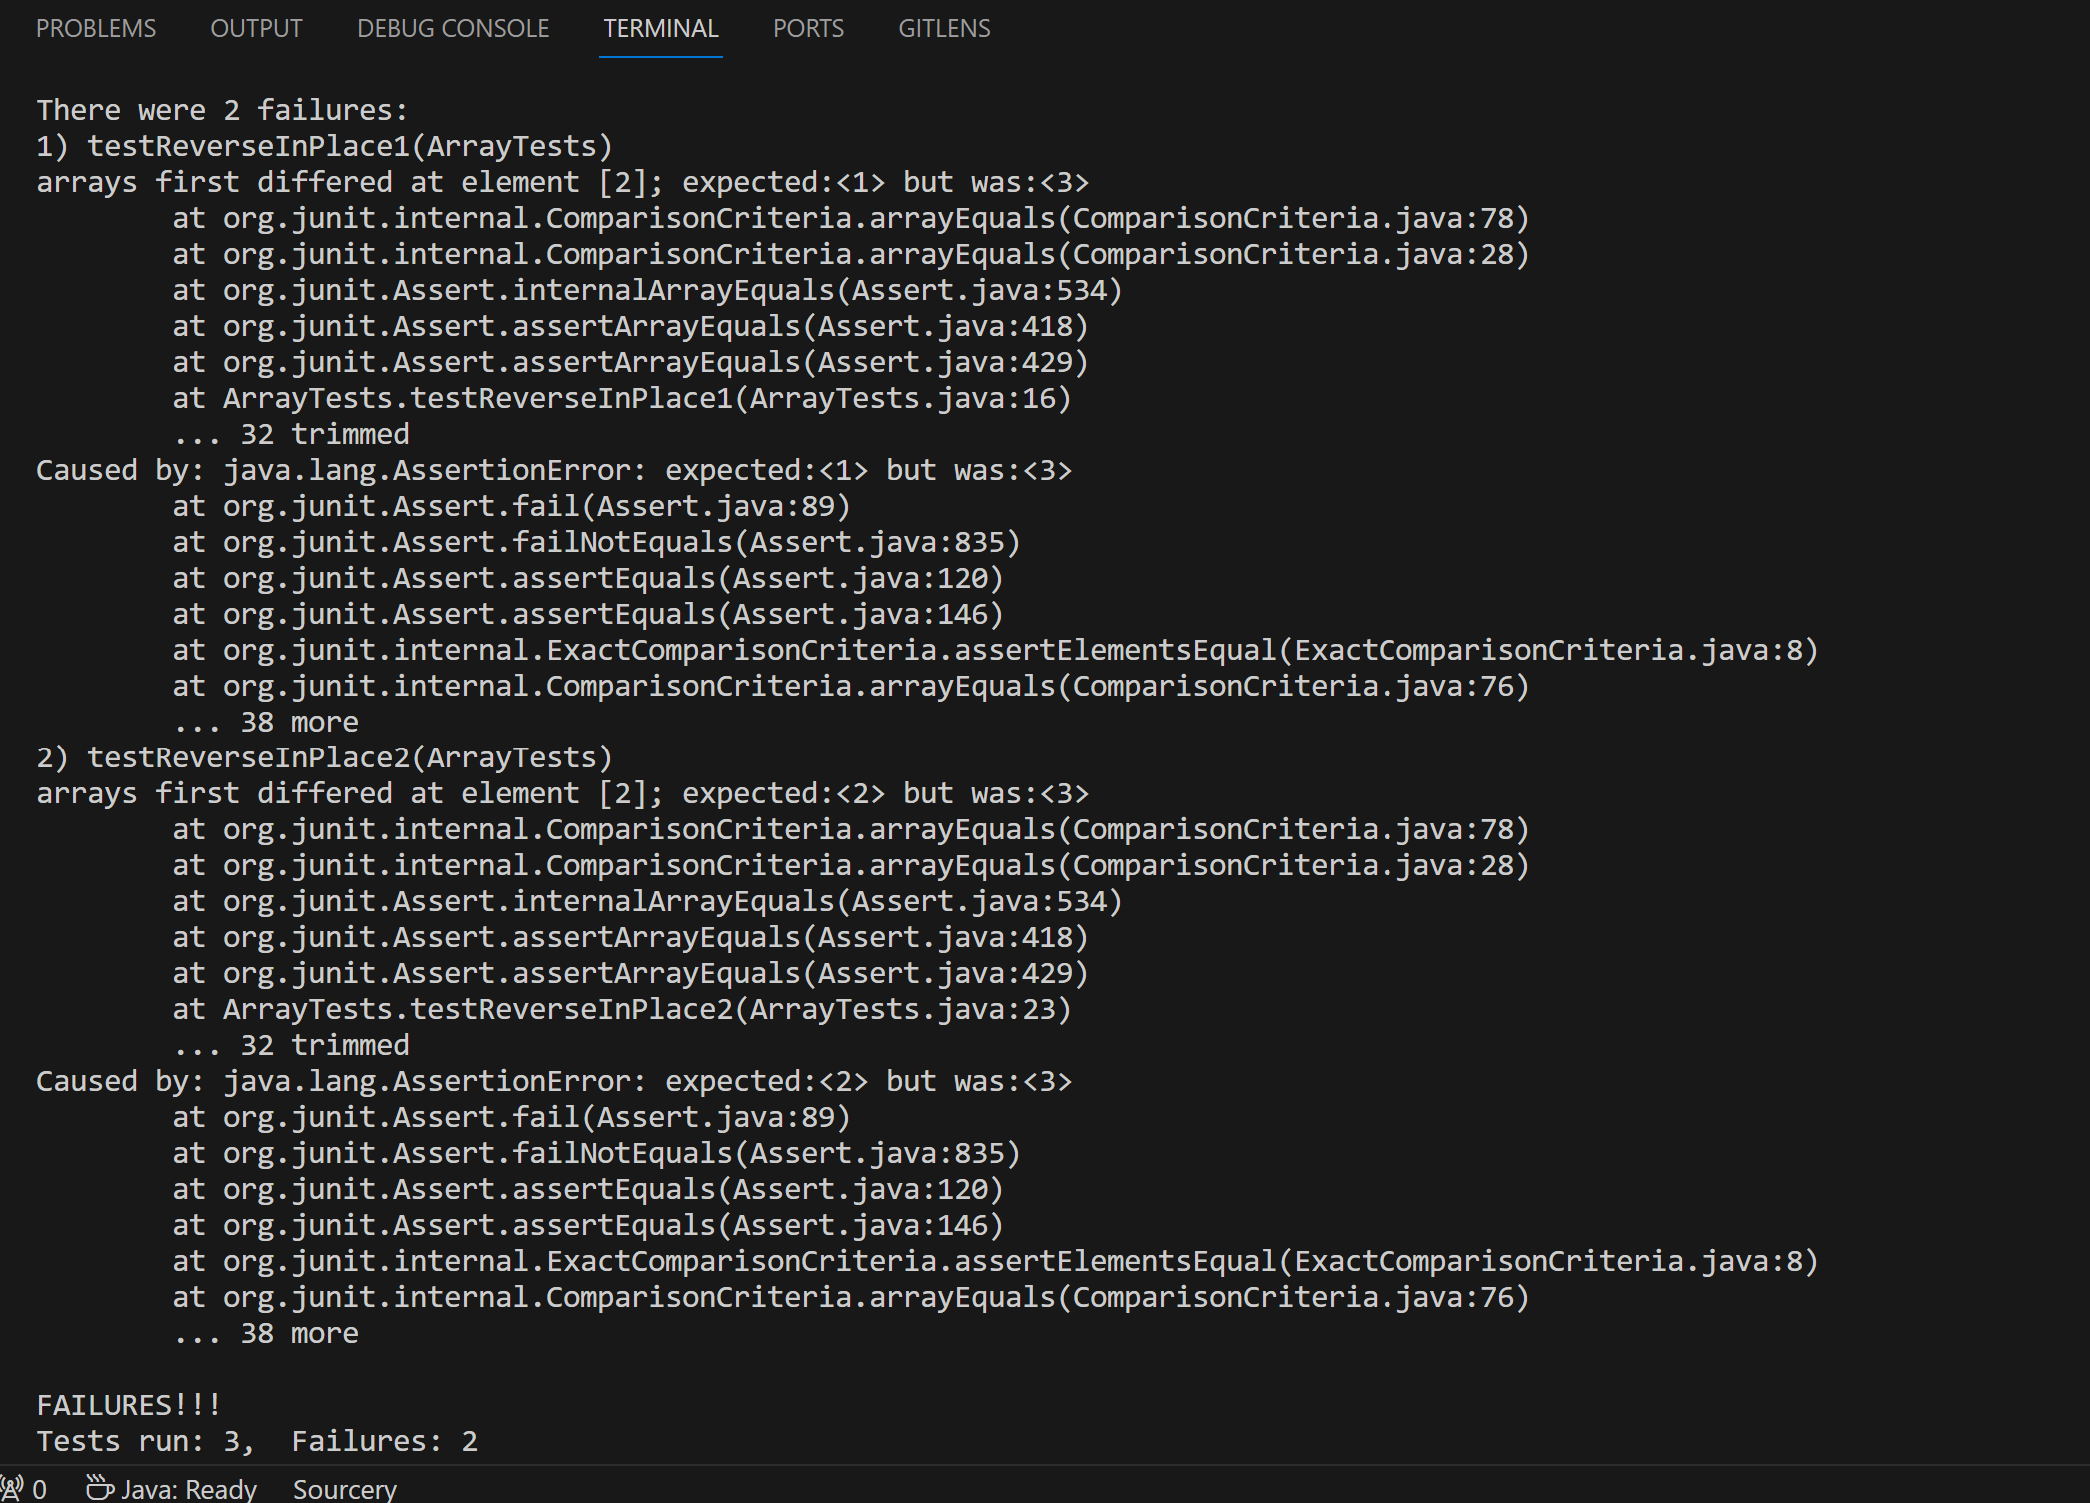 PROBLEMS OUTPUT DEBUG CONSOLE TERMINAL PORTS GITLENS
There were 2 failures:
1) testReverseInPlace1(ArrayTests)
arrays first differed at element [2]; expected:<1> but was:<3>
at org.junit.internal.ComparisonCriteria.arrayEquals(ComparisonCriteria.java:78)
at org.junit.internal.ComparisonCriteria.arrayEquals(ComparisonCriteria.java:28)
at org.junit.Assert.internalArrayEquals(Assert.java:534)
at org.junit.Assert.assertArrayEquals(Assert.java:418)
at org.junit.Assert.assertArrayEquals(Assert.java:429)
at ArrayTests.testReverseInPlace1(ArrayTests.java:16)
... 32 trimmed
Caused by: java.lang.AssertionError: expected:<1> but was:<3>
at org.junit.Assert.fail(Assert.java:89)
at org.junit.Assert.failNotEquals(Assert.java:835)
at org.junit.Assert.assertEquals(Assert.java:120)
at org.junit.Assert.assertEquals(Assert.java:146)
at org.junit.internal.ExactComparisonCriteria.assertElementsEqual(ExactComparisonCriteria.java:8)
at org.junit.internal.ComparisonCriteria.arrayEquals(ComparisonCriteria.java:76)
... 38 more
2) testReverseInPlace2(ArrayTests)
arrays first differed at element [2]; expected:<2> but was:<3>
at org.junit.internal.ComparisonCriteria.arrayEquals(ComparisonCriteria.java:78)
at org.junit.internal.ComparisonCriteria.arrayEquals(ComparisonCriteria.java:28)
at org.junit.Assert.internalArrayEquals(Assert.java:534)
at org.junit.Assert.assertArrayEquals(Assert.java:418)
at org.junit.Assert.assertArrayEquals(Assert.java:429)
at ArrayTests.testReverseInPlace2(ArrayTests.java:23)
... 32 trimmed
Caused by: java.lang.AssertionError: expected:<2> but was:<3>
at org.junit.Assert.fail(Assert.java:89)
at org.junit.Assert.failNotEquals(Assert.java:835)
at org.junit.Assert.assertEquals(Assert.java:120)
at org.junit.Assert.assertEquals(Assert.java:146)
at org.junit.internal.ExactComparisonCriteria.assertElementsEqual(ExactComparisonCriteria.java:8)
at org.junit.internal.ComparisonCriteria.arrayEquals(ComparisonCriteria.java:76)
... 38 more
FAILURES!!!
Tests run: 3,  Failures: 2
0 Java: Ready Sourcery